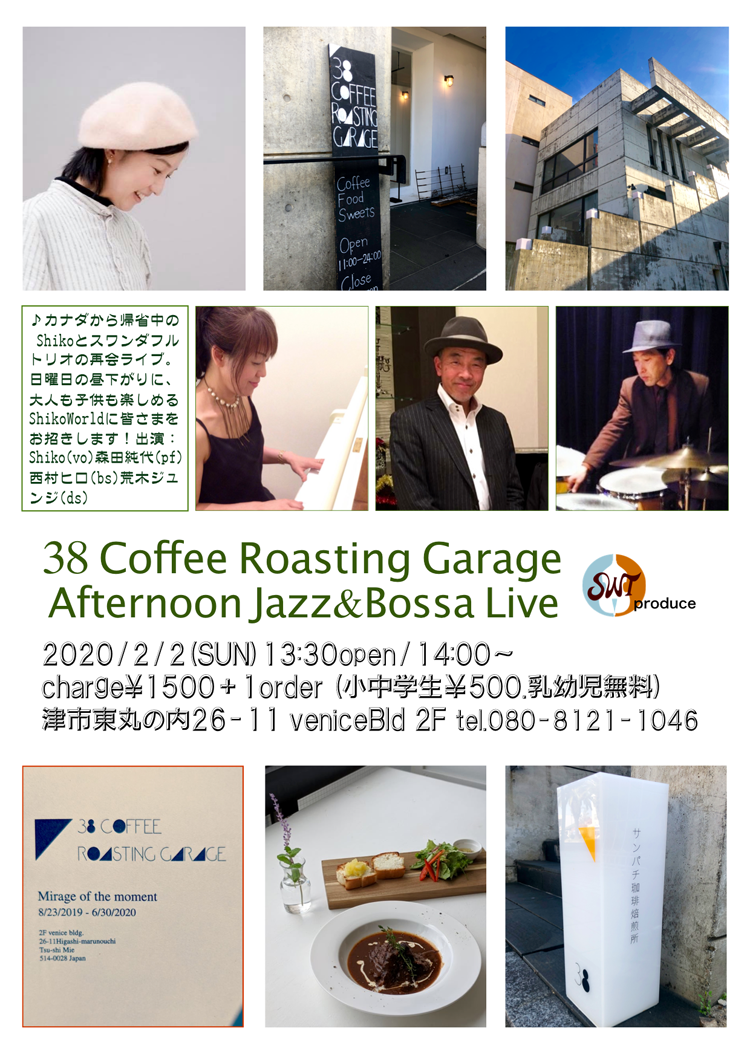 38
COFFEE
ROASTING
GARAGE
Coffee
Food
Sweets
Open
11:00-24:00
Close
♪カナダから帰省中の
Shikoとスワンダフル
トリオの再会ライブ。
日曜日の昼下がりに、
大人も子供も楽しめる
ShikoWorldに皆さまを
お招きします！出演：
Shiko(vo)森田純代(pf)
西村ヒロ(bs)荒木ジュ
ンジ(ds)
38 Coffee Roasting Garage
Afternoon Jazz&Bossa Live
SWT
produce
2020/2/2(SUN)13:30open/14:00～
charge¥1500+1order (小中学生¥500.乳幼児無料)
津市東丸の内26-11 veniceBld 2F tel.080-8121-1046
38 COFFEE
ROASTING GARAGE
Mirage of the moment
8/23/2019 - 6/30/2020
2F venice bldg.
26-11Higashi-marunouchi
Tsu-shi Mie
514-0028 Japan
サンパチ珈琲焙煎所
38